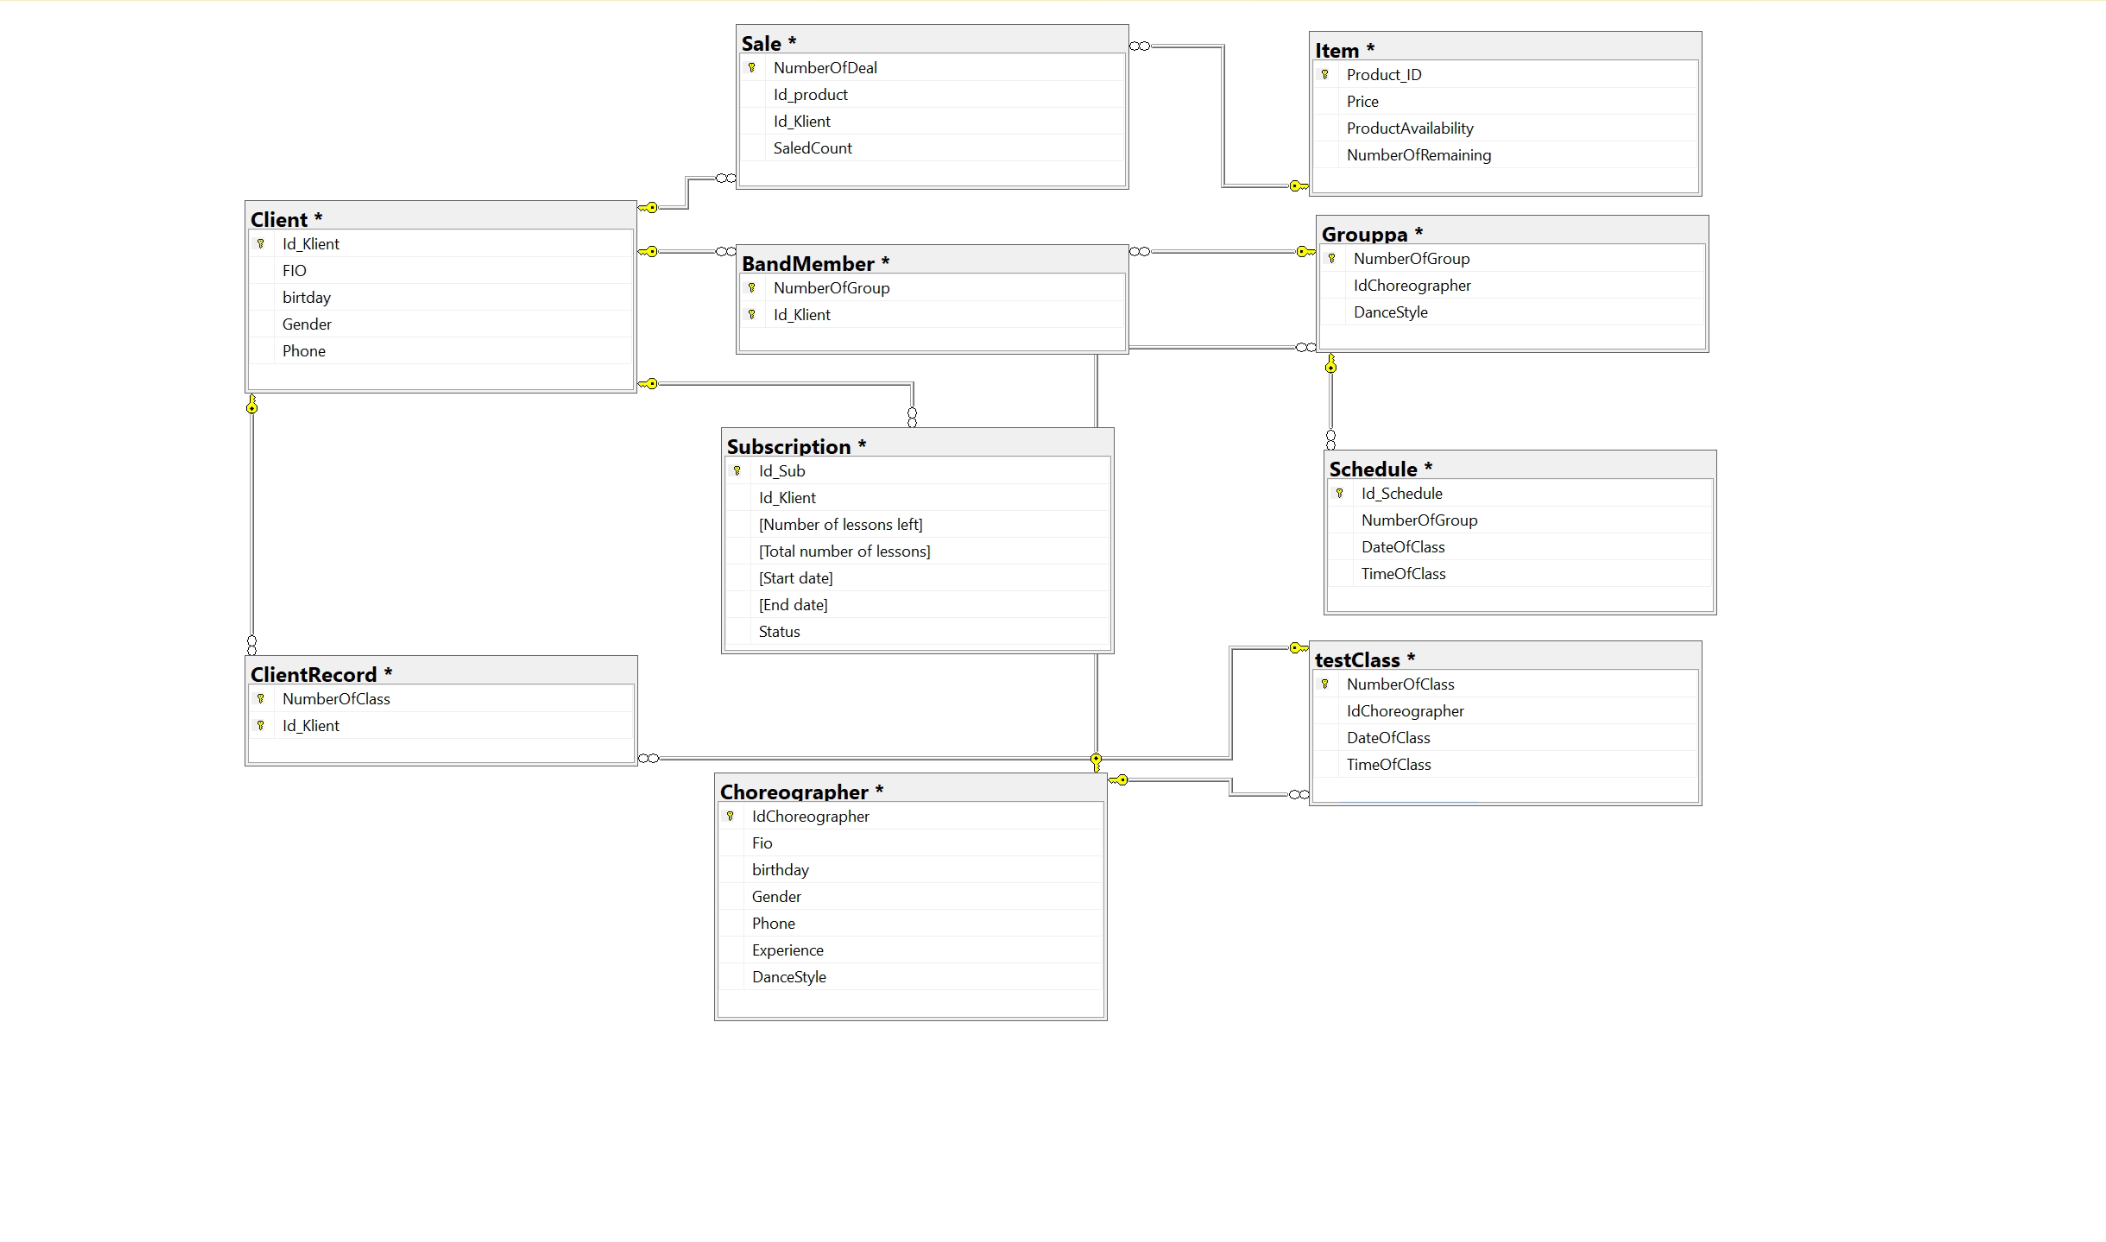 Sale *
NumberOfDeal
Id_product
Id_Klient
SaledCount
Item *
Product_ID
Price
ProductAvailability
NumberOfRemaining
Client *
Id_Klient
FIO
birtday
Gender
Phone
BandMember *
NumberOfGroup
Id_Klient
Grouppa *
NumberOfGroup
IdChoreographer
DanceStyle
Subscription *
Id_Sub
Id_Klient
[Number of lessons left]
[Total number of lessons]
[Start date]
[End date]
Status
Schedule *
Id_Schedule
NumberOfGroup
DateOfClass
TimeOfClass
ClientRecord *
NumberOfClass
Id_Klient
testClass *
NumberOfClass
IdChoreographer
DateOfClass
TimeOfClass
Choreographer *
IdChoreographer
Fio
birthday
Gender
Phone
Experience
DanceStyle